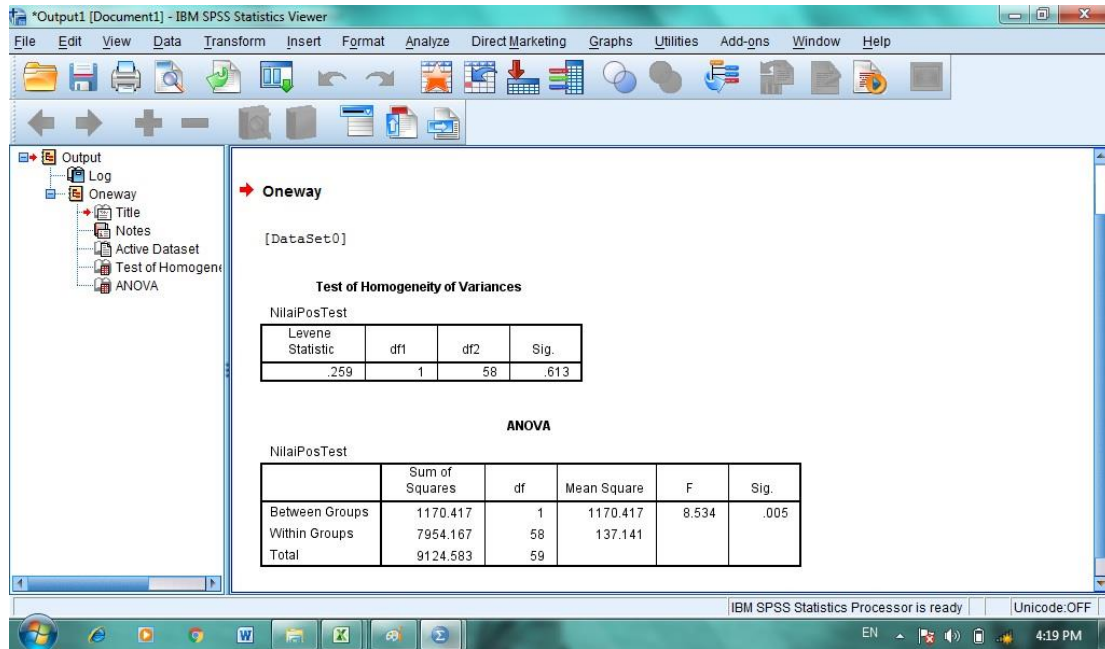 *Output1 [Document1] - IBM SPSS Statistics Viewer
File Edit View Data Transform Insert Format Analyze Direct Marketing Graphs Utilities Add-ons Window Help
Output
Log
Oneway
Title
Notes
Active Dataset
Test of Homogene
ANOVA
Oneway
[DataSet0]
Test of Homogeneity of Variances
NilaiPosTest
Levene
Statistic df1 df2 Sig.
.259 1 58 .613
ANOVA
NilaiPosTest
Sum of
Squares df Mean Square F Sig.
Between Groups 1170.417 1 1170.417 8.534 .005
Within Groups 7954.167 58 137.141
Total 9124.583 59
IBM SPSS Statistics Processor is ready Unicode:OFF
EN 4:19 PM